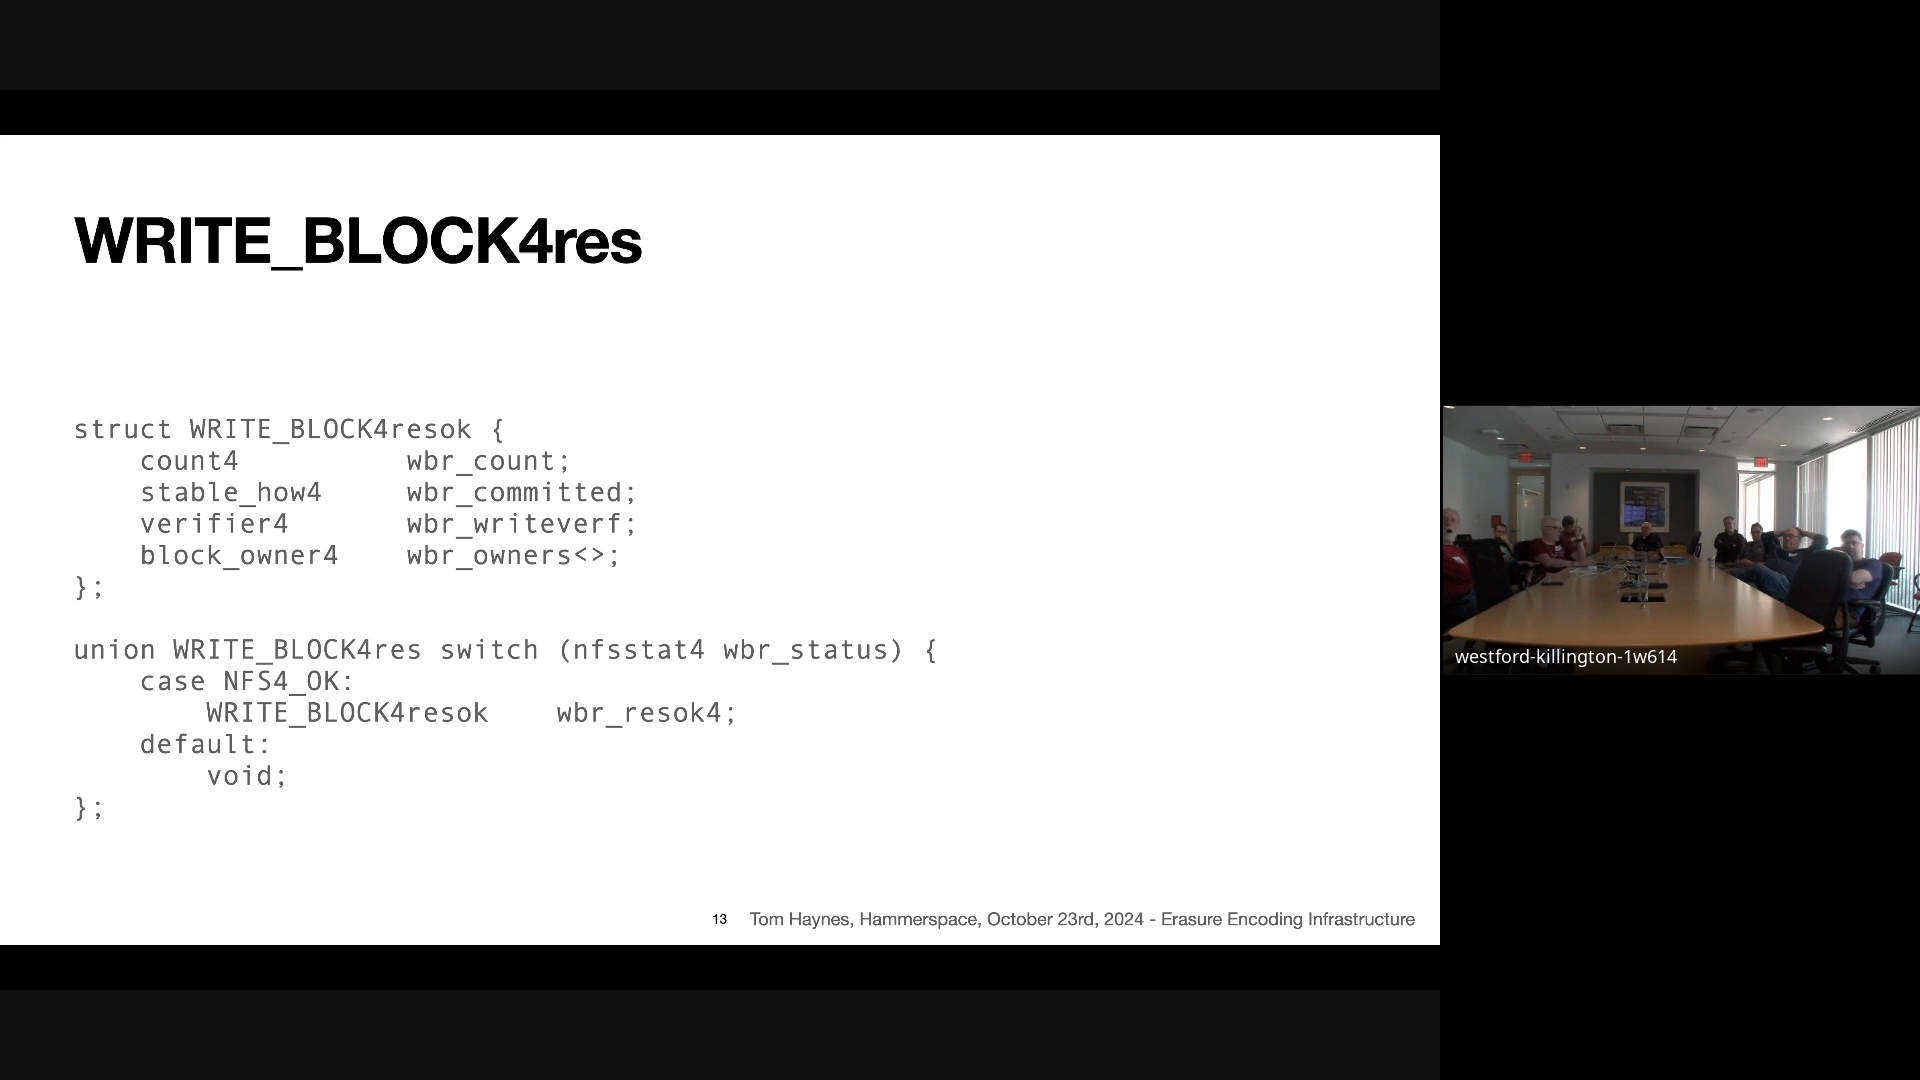 WRITE_BLOCK4res
struct WRITE_BLOCK4resok {
    count4          wbr_count;
    stable_how4     wbr_committed;
    verifier4       wbr_writeverf;
    block_owner4    wbr_owners<>;
};
union WRITE_BLOCK4res switch (nfsstat4 wbr_status) {
    case NFS4_OK:
        WRITE_BLOCK4resok    wbr_resok4;
    default:
        void;
};
13 Tom Haynes, Hammerspace, October 23rd, 2024 - Erasure Encoding Infrastructure
westford-killington-1w614